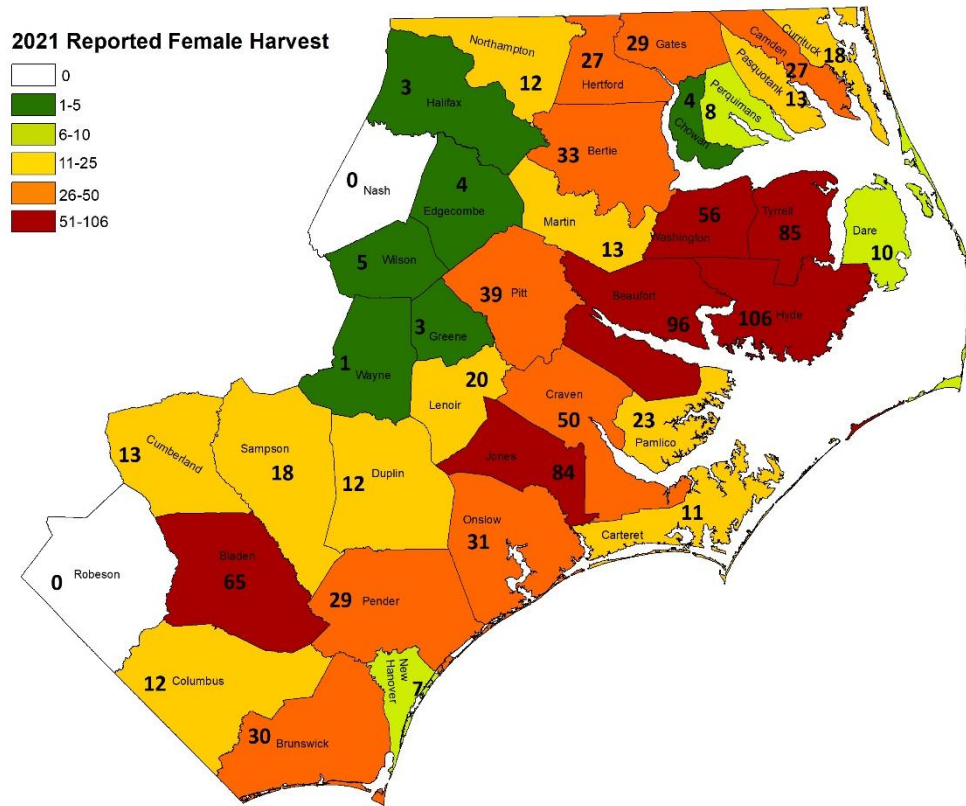 2021 Reported Female Harvest
0
1-5
6-10
11-25
26-50
51-106
Northampton
12
27
Hertford
29
Gates
Camden
27
Currituck
18
Pasquotank
13
Perquimans
8
4
Chowan
3
Halifax
33
Bertie
0
Nash
4
Edgecombe
Martin
13
56
Washington
Tyrrell
85
Dare
10
5
Wilson
39
Pitt
Beaufort
96
106
Hyde
3
Greene
1
Wayne
20
Lenoir
Craven
50
23
Pamlico
Jones
84
13
Cumberland
Sampson
18
12
Duplin
Onslow
31
Carteret
11
0
Robeson
Bladen
65
29
Pender
12
Columbus
New
Hanover
7
30
Brunswick